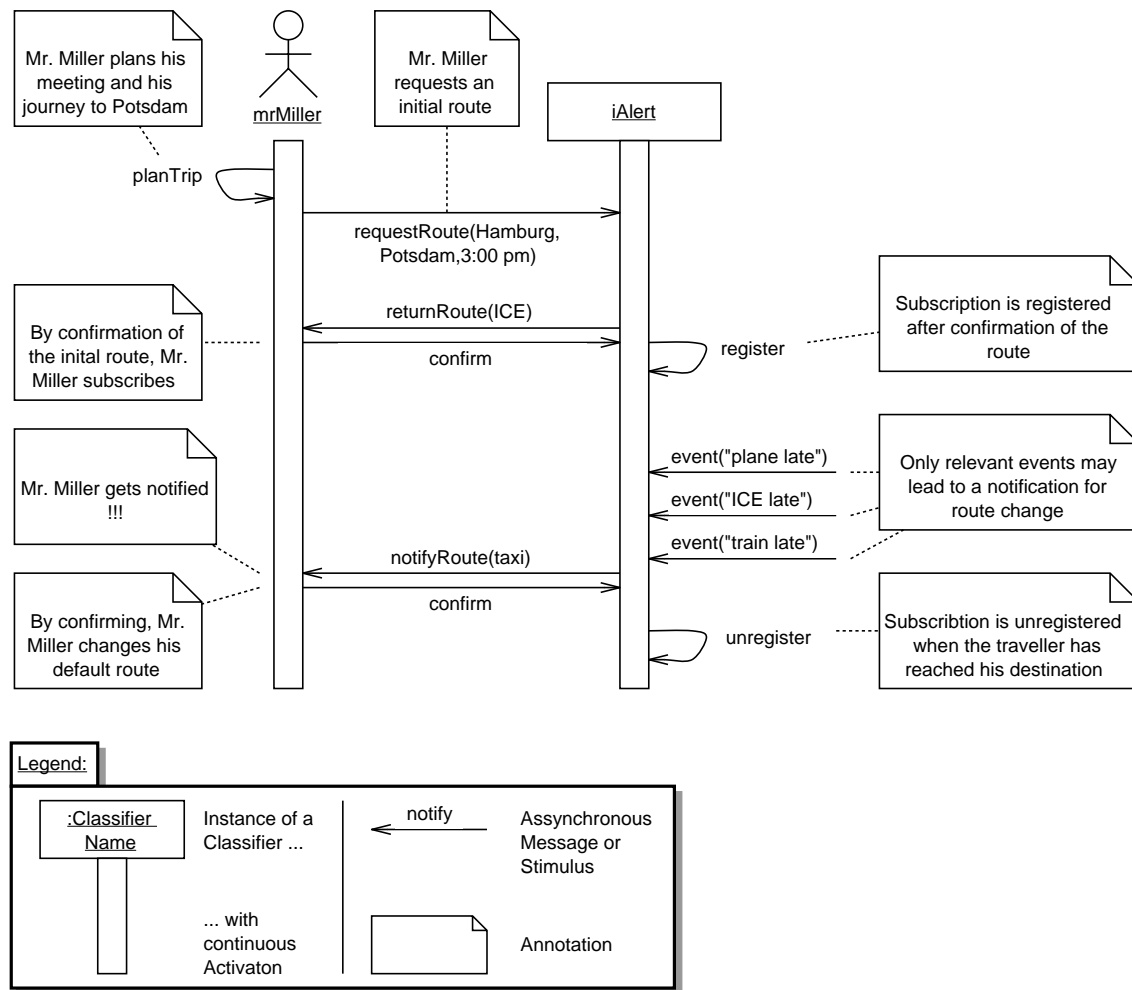 Mr. Miller plans his
meeting and his
journey to Potsdam
mrMiller
Mr. Miller
requests an
initial route
iAlert
planTrip
requestRoute(Hamburg,
Potsdam,3:00 pm)
By confirmation of
the inital route, Mr.
Miller subscribes
returnRoute(ICE)
confirm
register
Subscription is registered
after confirmation of the
route
Mr. Miller gets notified
!!!
event("plane late")
event("ICE late")
event("train late")
Only relevant events may
lead to a notification for
route change
notifyRoute(taxi)
confirm
By confirming, Mr.
Miller changes his
default route
unregister
Subscribtion is unregistered
when the traveller has
reached his destination
Legend:
:Classifier
Name
Instance of a
Classifier ...
... with
continuous
Activaton
notify
Assynchronous
Message or
Stimulus
Annotation